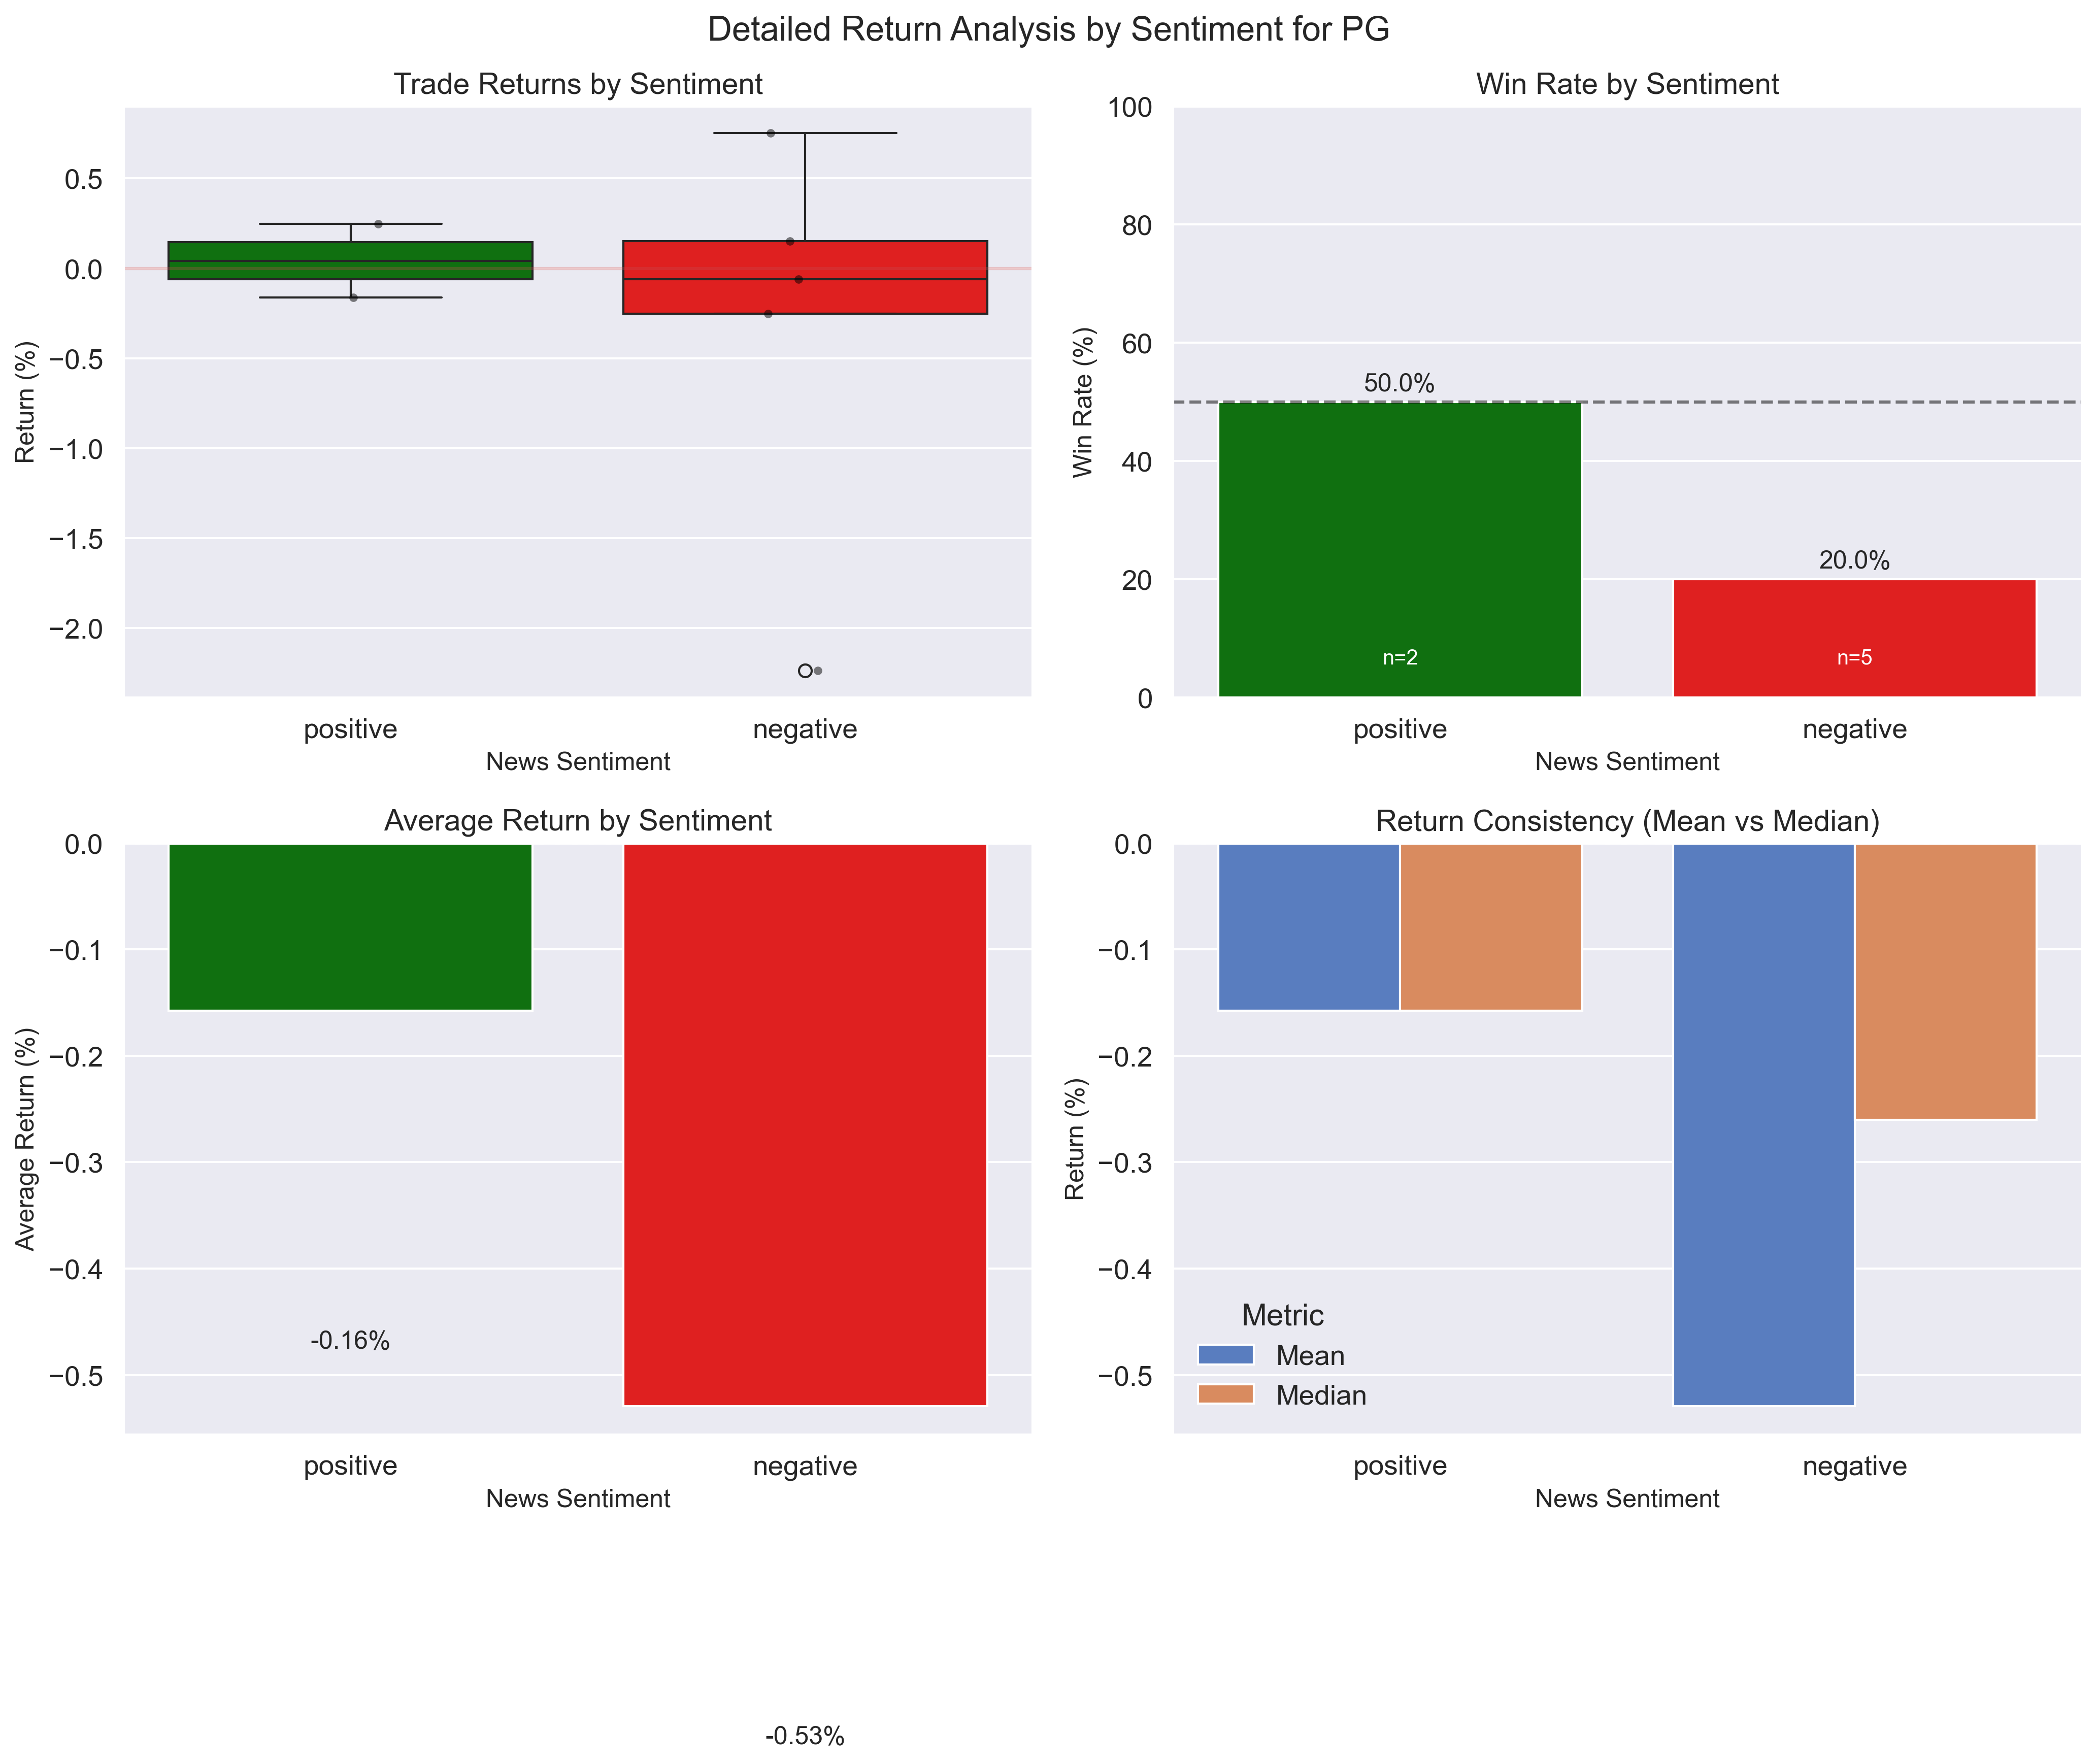 Detailed Return Analysis by Sentiment for PG
Trade Returns by Sentiment
Return (%)
0.5
0.0
−0.5
−1.0
−1.5
−2.0
positive
negative
News Sentiment
Win Rate by Sentiment
Win Rate (%)
100
80
60
40
20
0
50.0%
20.0%
n=2
n=5
positive
negative
News Sentiment
Average Return by Sentiment
Average Return (%)
0.0
−0.1
−0.2
−0.3
−0.4
−0.5
-0.16%
-0.53%
positive
negative
News Sentiment
Return Consistency (Mean vs Median)
Return (%)
0.0
−0.1
−0.2
−0.3
−0.4
−0.5
Metric
Mean
Median
positive
negative
News Sentiment